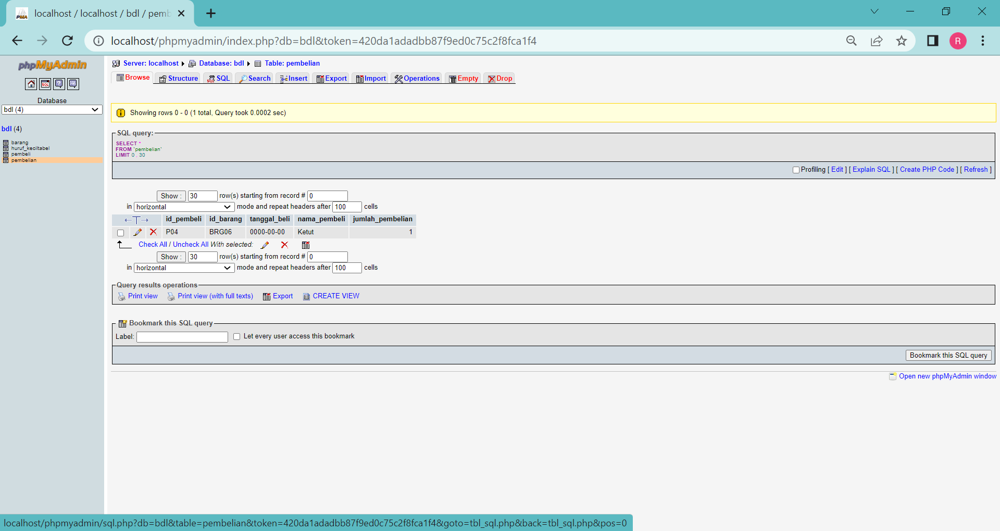 localhost / localhost / bdl / pemb
localhost/phpmyadmin/index.php?db=bdl&token=420da1adadbb87f9ed0c75c2f8fca1f4
R
phpMyAdmin
Server: localhost Database: bdl Table: pembelian
Browse Structure SQL Search Insert Export Import Operations Empty Drop
Database
bdl (4)
bdl (4)
barang
huruf_keciltabel
pembeli
pembelian
Showing rows 0 - 0 (1 total, Query took 0.0002 sec)
SQL query:
SELECT *
FROM `pembelian`
LIMIT 0 , 30
Profiling [ Edit ] [ Explain SQL ] [ Create PHP Code ] [ Refresh ]
Show : 30 row(s) starting from record # 0
in horizontal mode and repeat headers after 100 cells
←T→ id_pembeli id_barang tanggal_beli nama_pembeli jumlah_pembelian
P04 BRG06 0000-00-00 Ketut 1
Check All / Uncheck All With selected:
Show : 30 row(s) starting from record # 0
in horizontal mode and repeat headers after 100 cells
Query results operations
Print view Print view (with full texts) Export CREATE VIEW
Bookmark this SQL query
Label: Let every user access this bookmark
Bookmark this SQL query
Open new phpMyAdmin window
localhost/phpmyadmin/sql.php?db=bdl&table=pembelian&token=420da1adadbb87f9ed0c75c2f8fca1f4&goto=tbl_sql.php&back=tbl_sql.php&pos=0